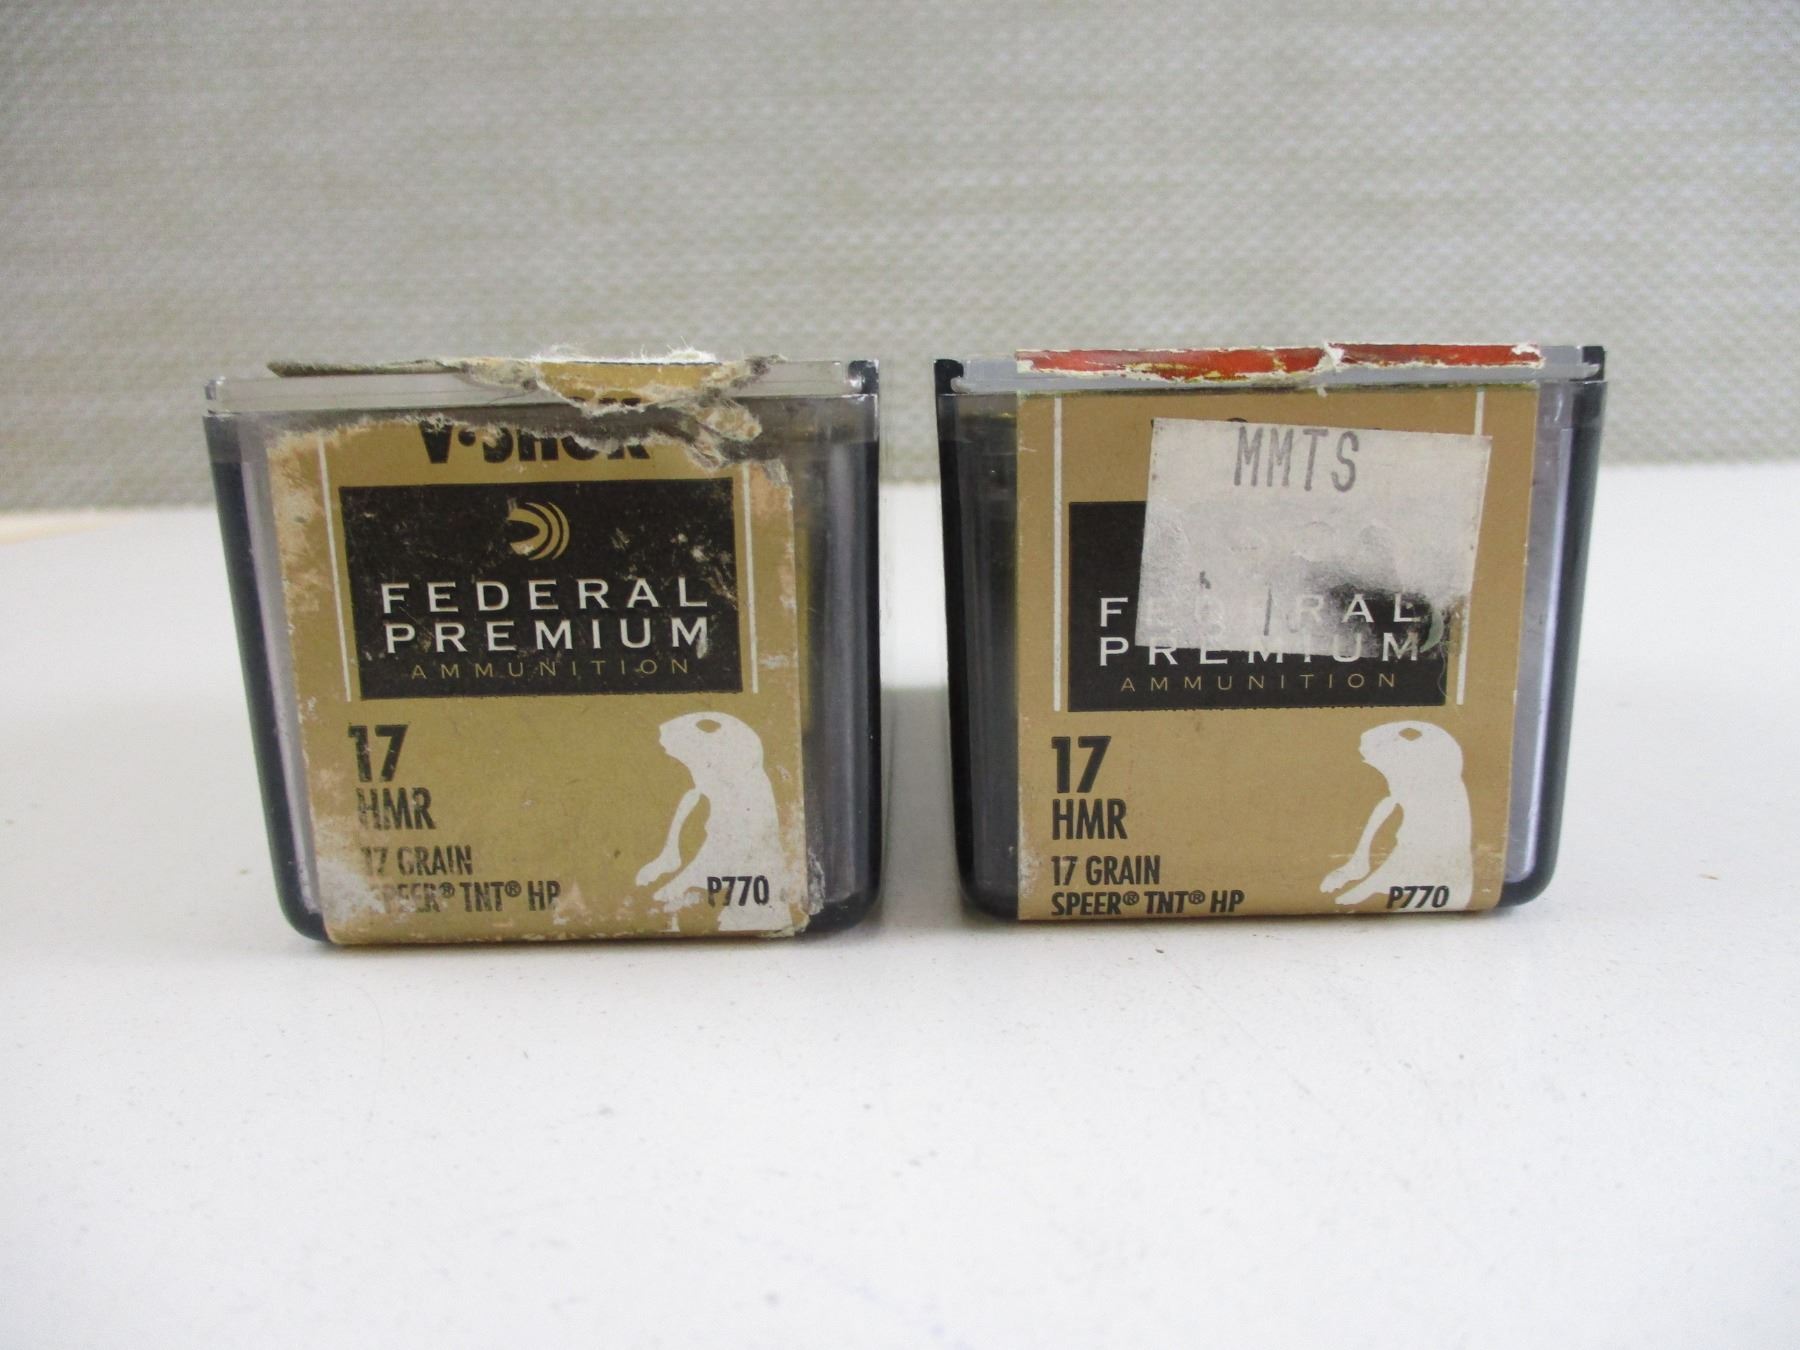 V•SHOK
FEDERAL
PREMIUM
AMMUNITION
17
HMR
17 GRAIN
SPEER® TNT® HP
P770
MMTS
FEDERAL
PREMIUM
AMMUNITION
17
HMR
17 GRAIN
SPEER® TNT® HP
P770